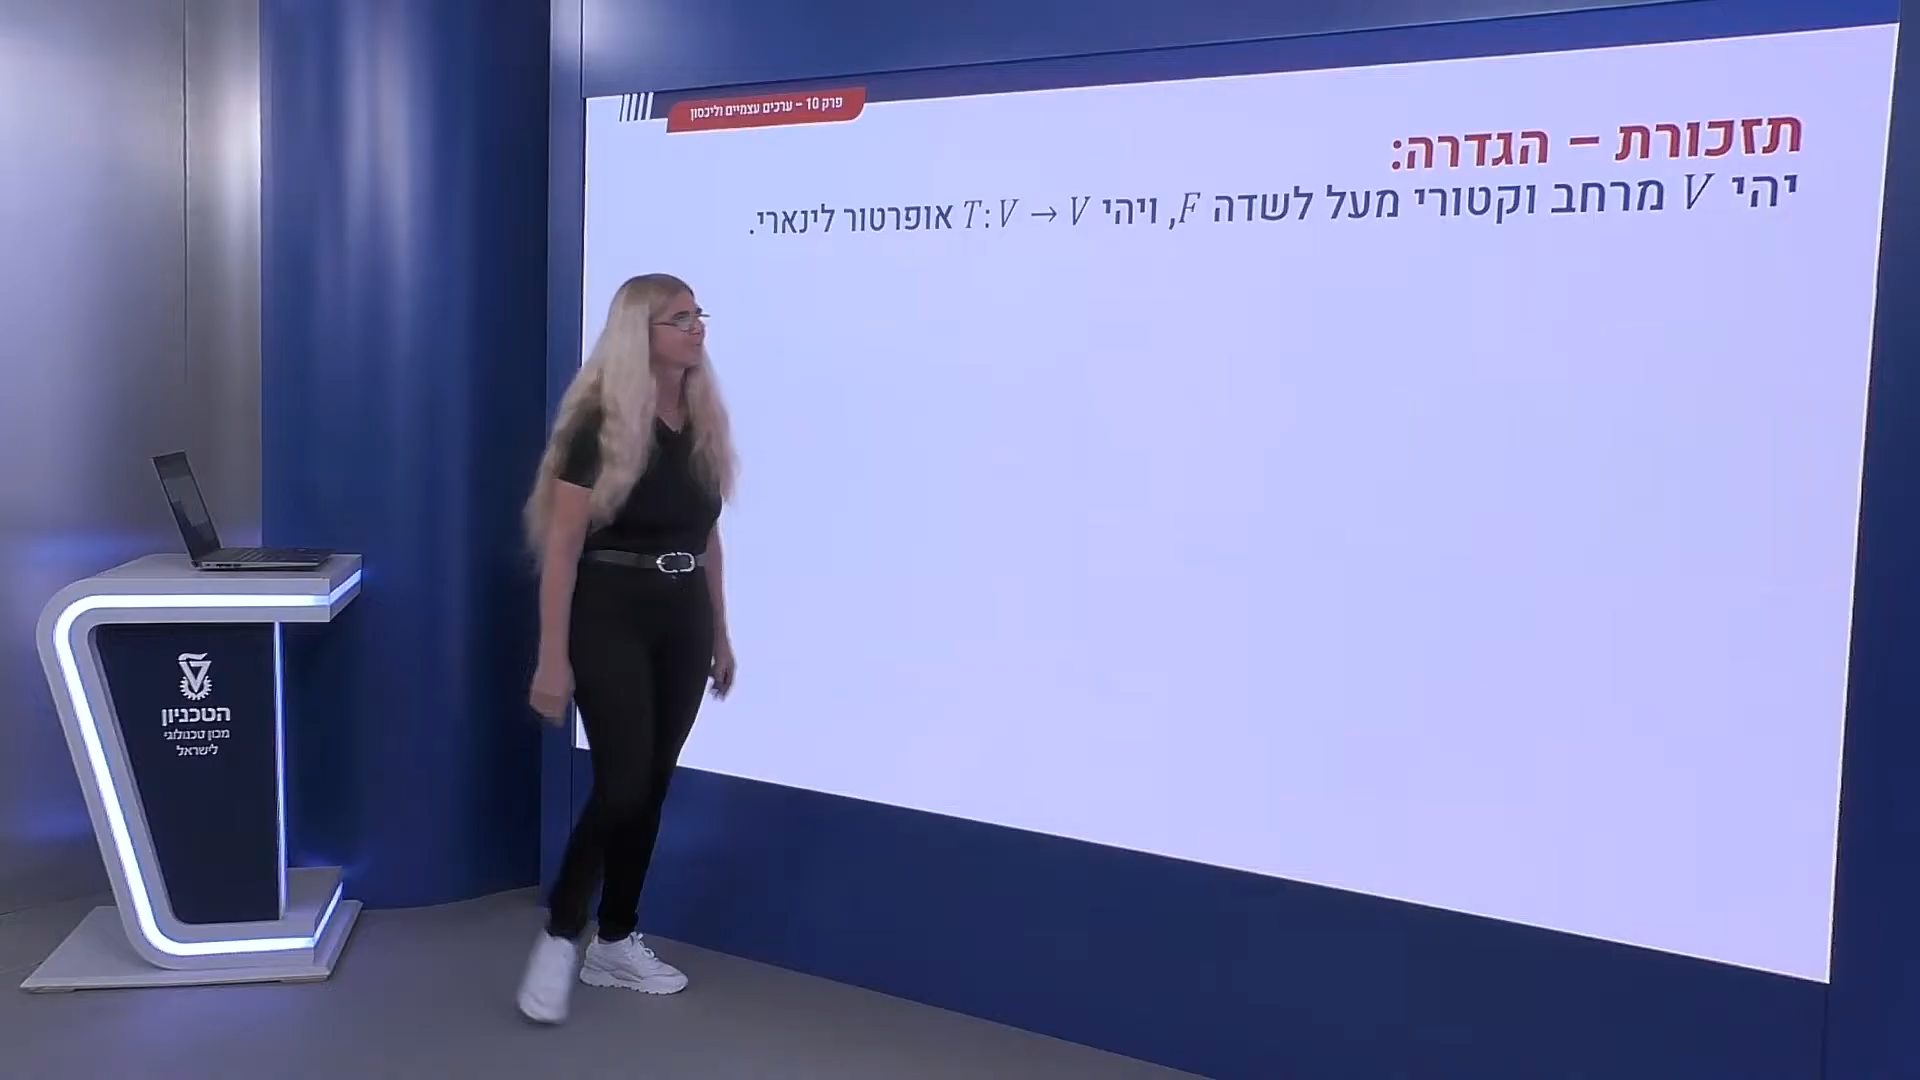 פרק 10 – ערכים עצמיים וליכסון
תזכורת – הגדרה:
יהי V מרחב וקטורי מעל לשדה F, ויהי T: V → V אופרטור לינארי.
הטכניון
מכון טכנולוגי
לישראל